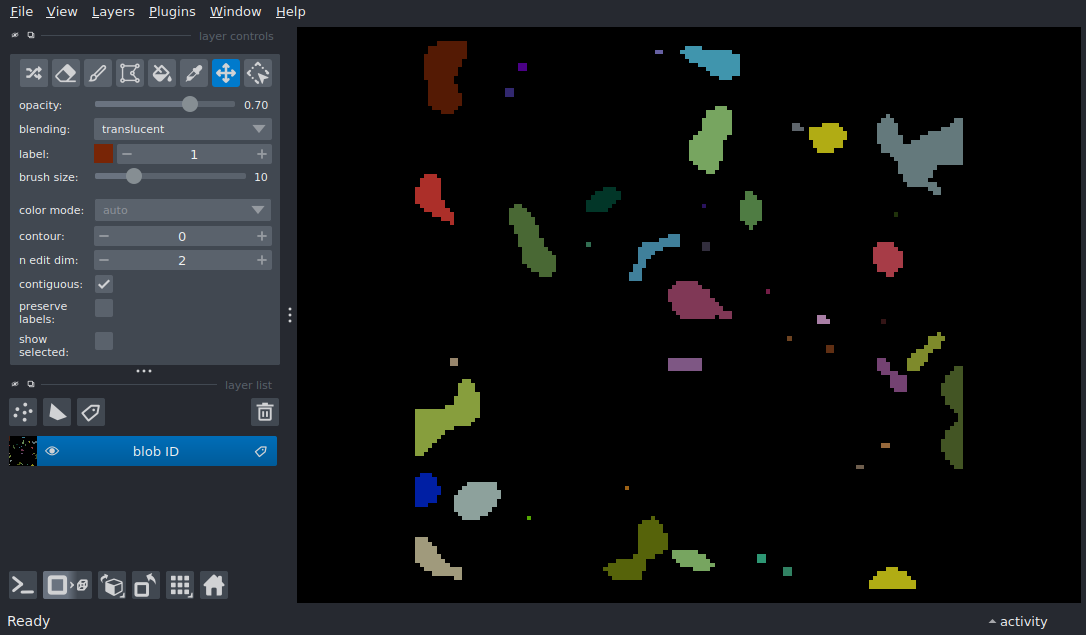 File View Layers Plugins Window Help
layer controls
opacity: 0.70
blending: translucent
label: 1
brush size: 10
color mode: auto
contour: 0
n edit dim: 2
contiguous:
preserve
labels:
show
selected:
layer list
blob ID
Ready activity